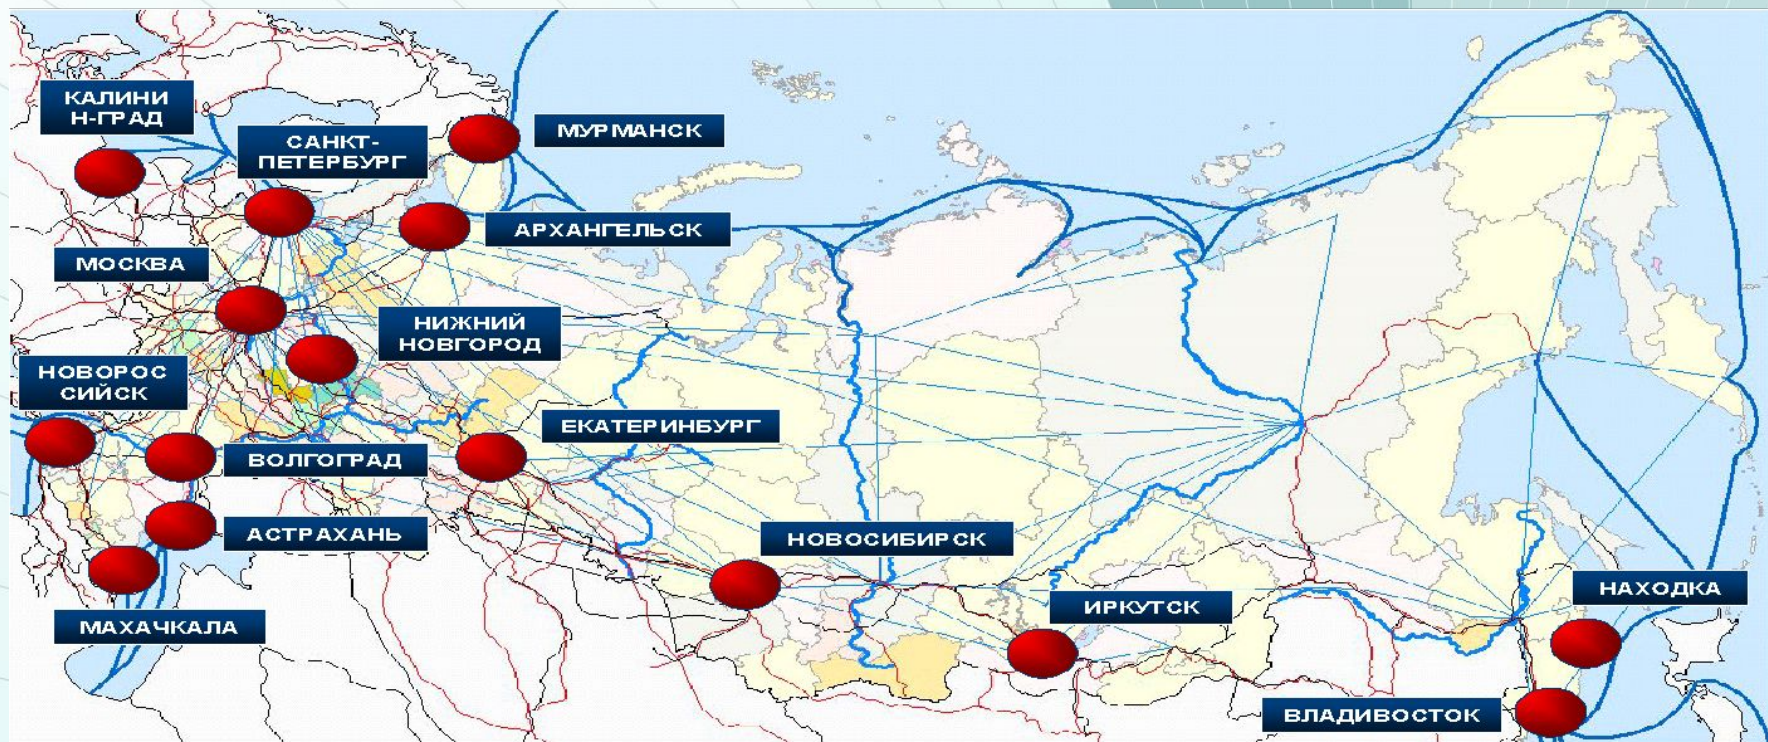 КАЛИНИ
Н-ГРАД
САНКТ-
ПЕТЕРБУРГ
МУРМАНСК
АРХАНГЕЛЬСК
МОСКВА
НИЖНИЙ
НОВГОРОД
НОВОРОС
СИЙСК
ЕКАТЕРИНБУРГ
ВОЛГОГРАД
АСТРАХАНЬ
НОВОСИБИРСК
МАХАЧКАЛА
ИРКУТСК
НАХОДКА
ВЛАДИВОСТОК